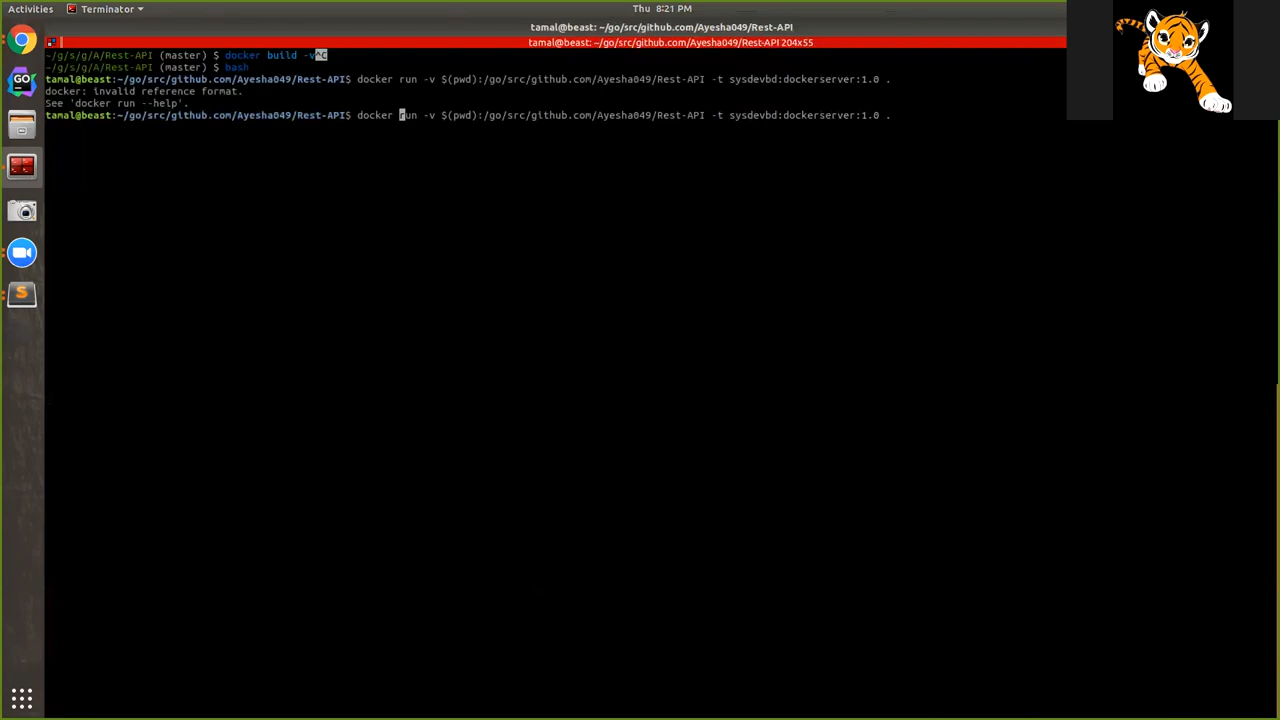 Activities
Terminator
Thu 8:21 PM
tamal@beast: ~/go/src/github.com/Ayesha049/Rest-API
tamal@beast: ~/go/src/github.com/Ayesha049/Rest-API 204x55
~/g/s/g/A/Rest-API (master) $ docker build -v^C
~/g/s/g/A/Rest-API (master) $ bash
tamal@beast:~/go/src/github.com/Ayesha049/Rest-API$ docker run -v $(pwd):/go/src/github.com/Ayesha049/Rest-API -t sysdevbd:dockerserver:1.0 .
docker: invalid reference format.
See 'docker run --help'.
tamal@beast:~/go/src/github.com/Ayesha049/Rest-API$ docker run -v $(pwd):/go/src/github.com/Ayesha049/Rest-API -t sysdevbd:dockerserver:1.0 .
GO
S